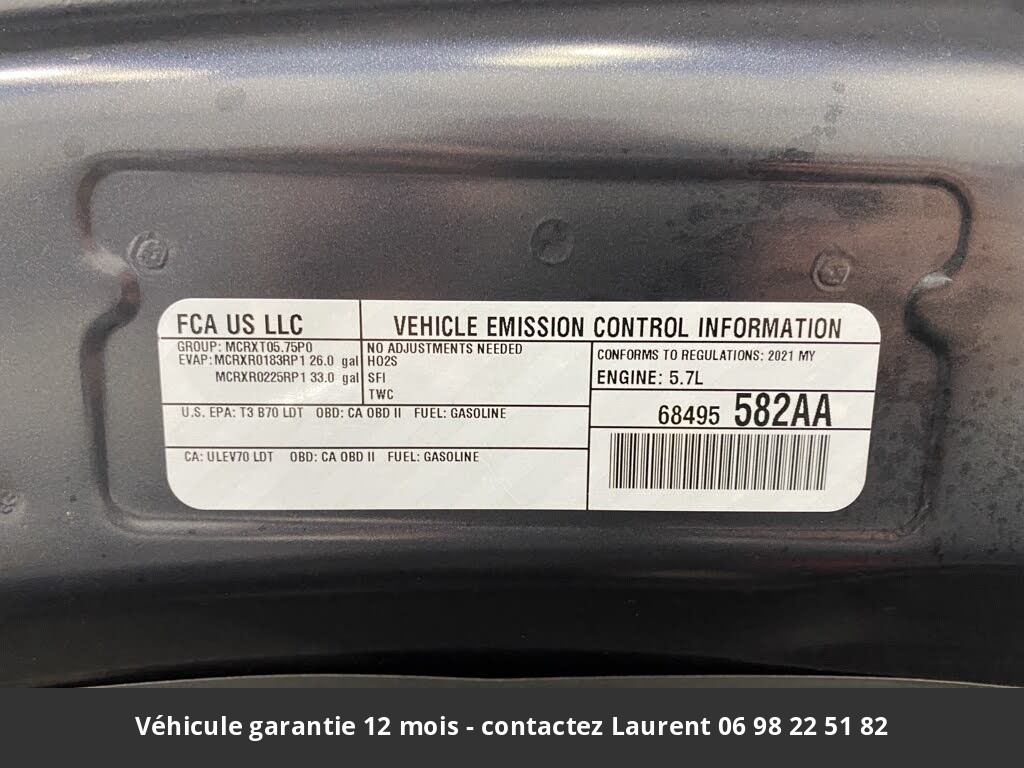 FCA US LLC
VEHICLE EMISSION CONTROL INFORMATION
GROUP: MCRXT05.75P0
EVAP: MCRXR0183RP1 26.0 gal
MCRXR0225RP1 33.0 gal
NO ADJUSTMENTS NEEDED
HO2S
SFI
TWC
CONFORMS TO REGULATIONS: 2021 MY
ENGINE: 5.7L
U.S. EPA: T3 B70 LDT OBD: CA OBD II FUEL: GASOLINE
68495 582AA
CA: ULEV70 LDT OBD: CA OBD II FUEL: GASOLINE
Véhicule garantie 12 mois - contactez Laurent 06 98 22 51 82